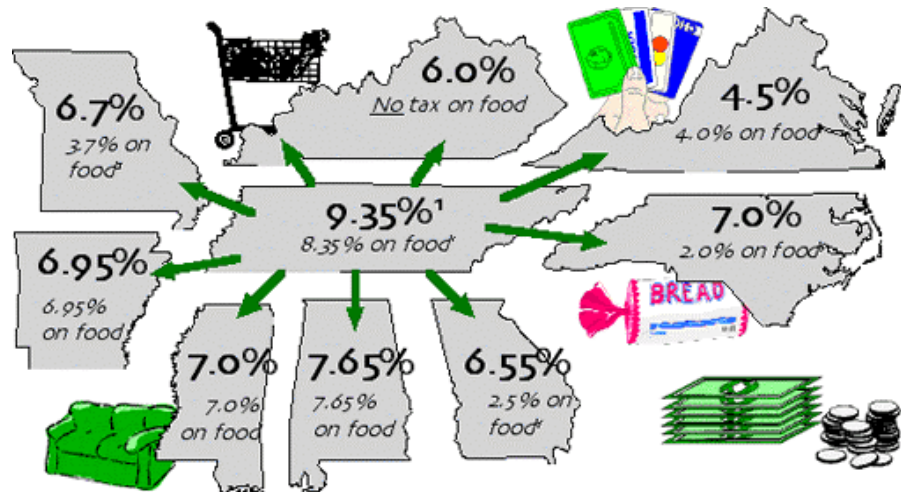 6.7%
3.7% on
food²
6.0%
No tax on food
4.5%
4.0% on food
9.35%¹
8.35% on food¹
7.0%
2.0% on food
6.95%
6.95%
on food
BREAD
7.0%
7.0%
on food
7.65%
7.65%
on food
6.55%
2.5% on
food